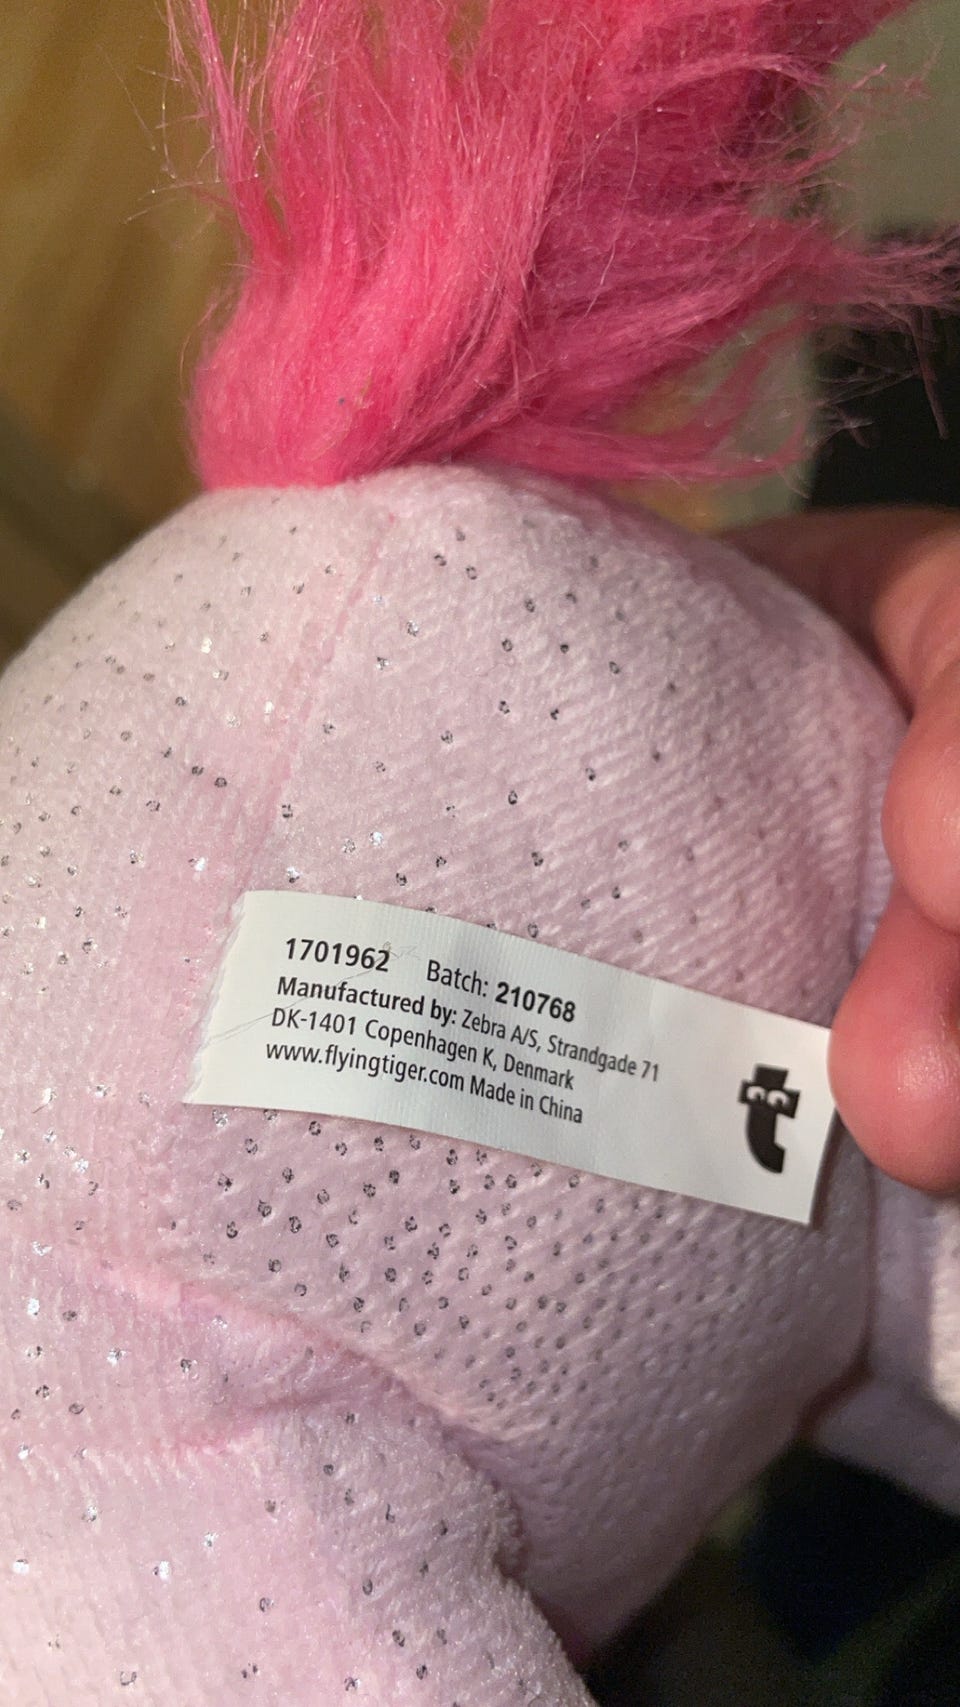 1701962 Batch: 210768
Manufactured by: Zebra A/S, Strandgade 71
DK-1401 Copenhagen K, Denmark
www.flyingtiger.com Made in China